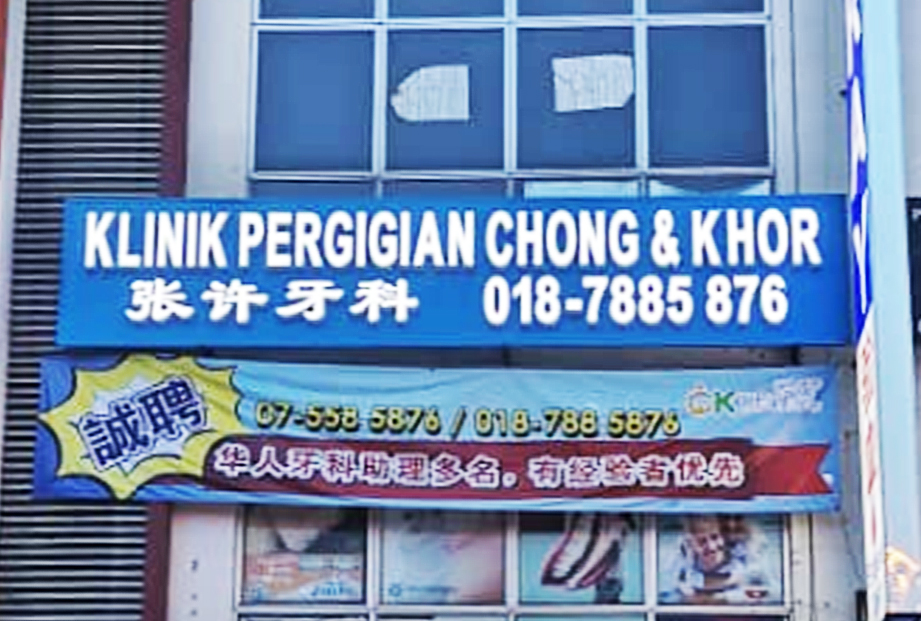 KLINIK PERGIGIAN CHONG & KHOR
张许牙科 018-7885 876
誠聘
07-558 5876 / 018-788 5876
华人牙科助理多名。有经验者优先